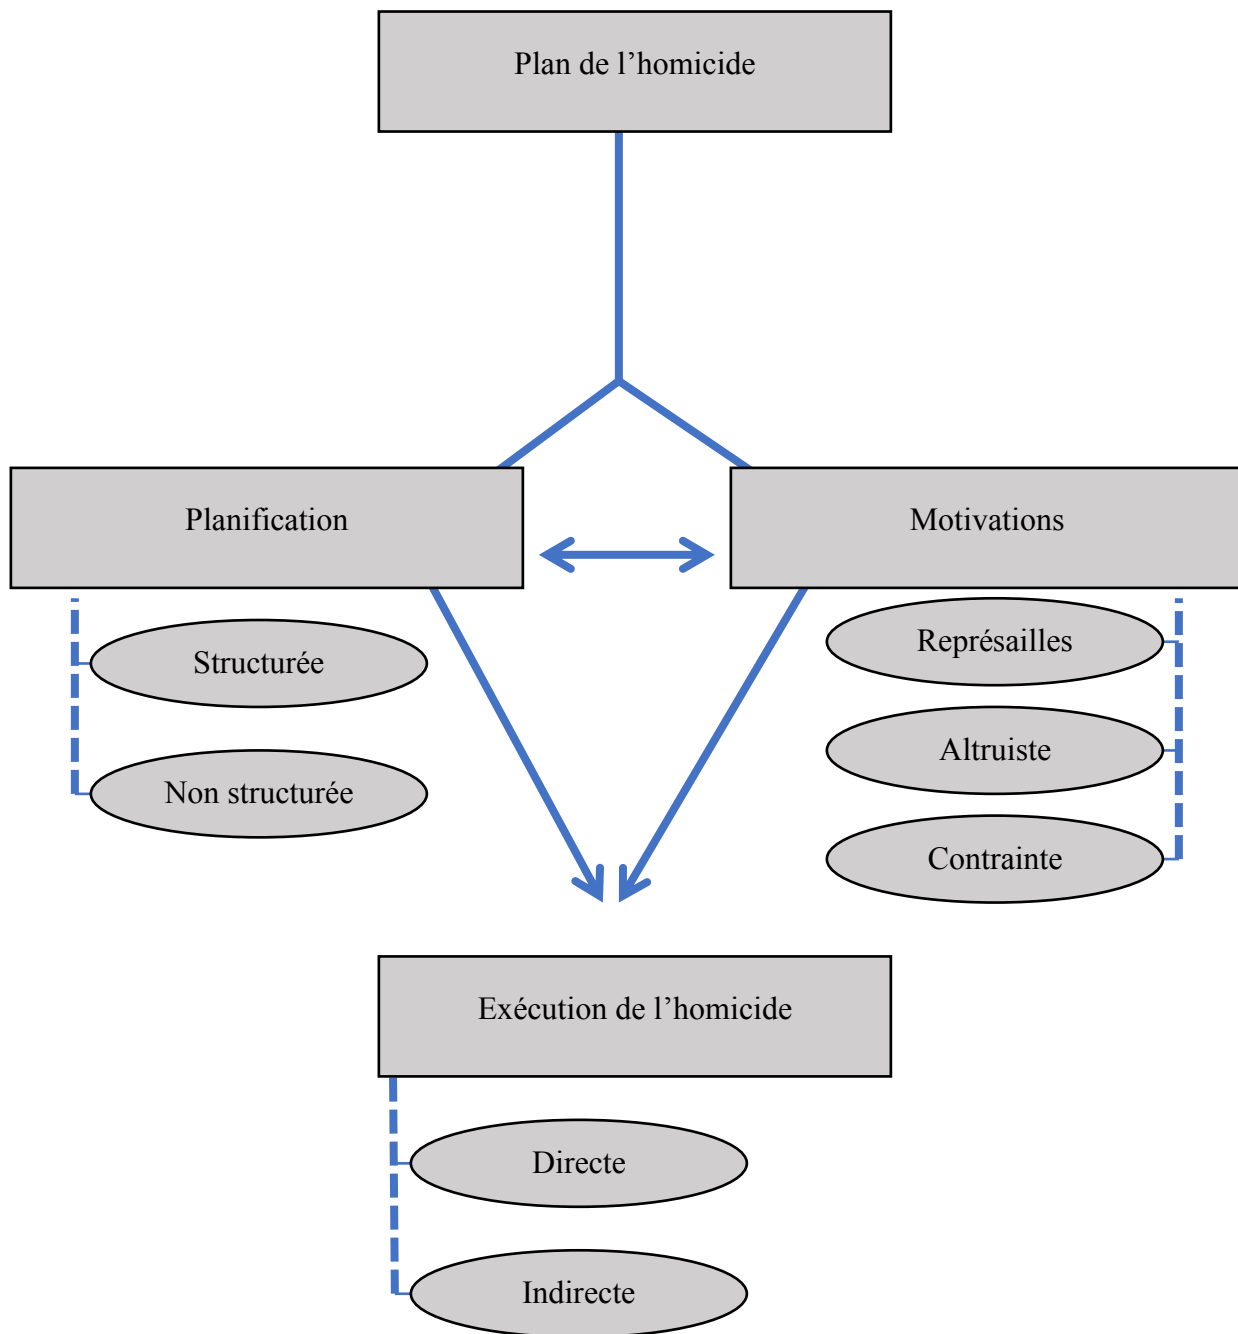 Plan de l’homicide
Planification
Motivations
Structurée
Non structurée
Représailles
Altruiste
Contrainte
Exécution de l’homicide
Directe
Indirecte